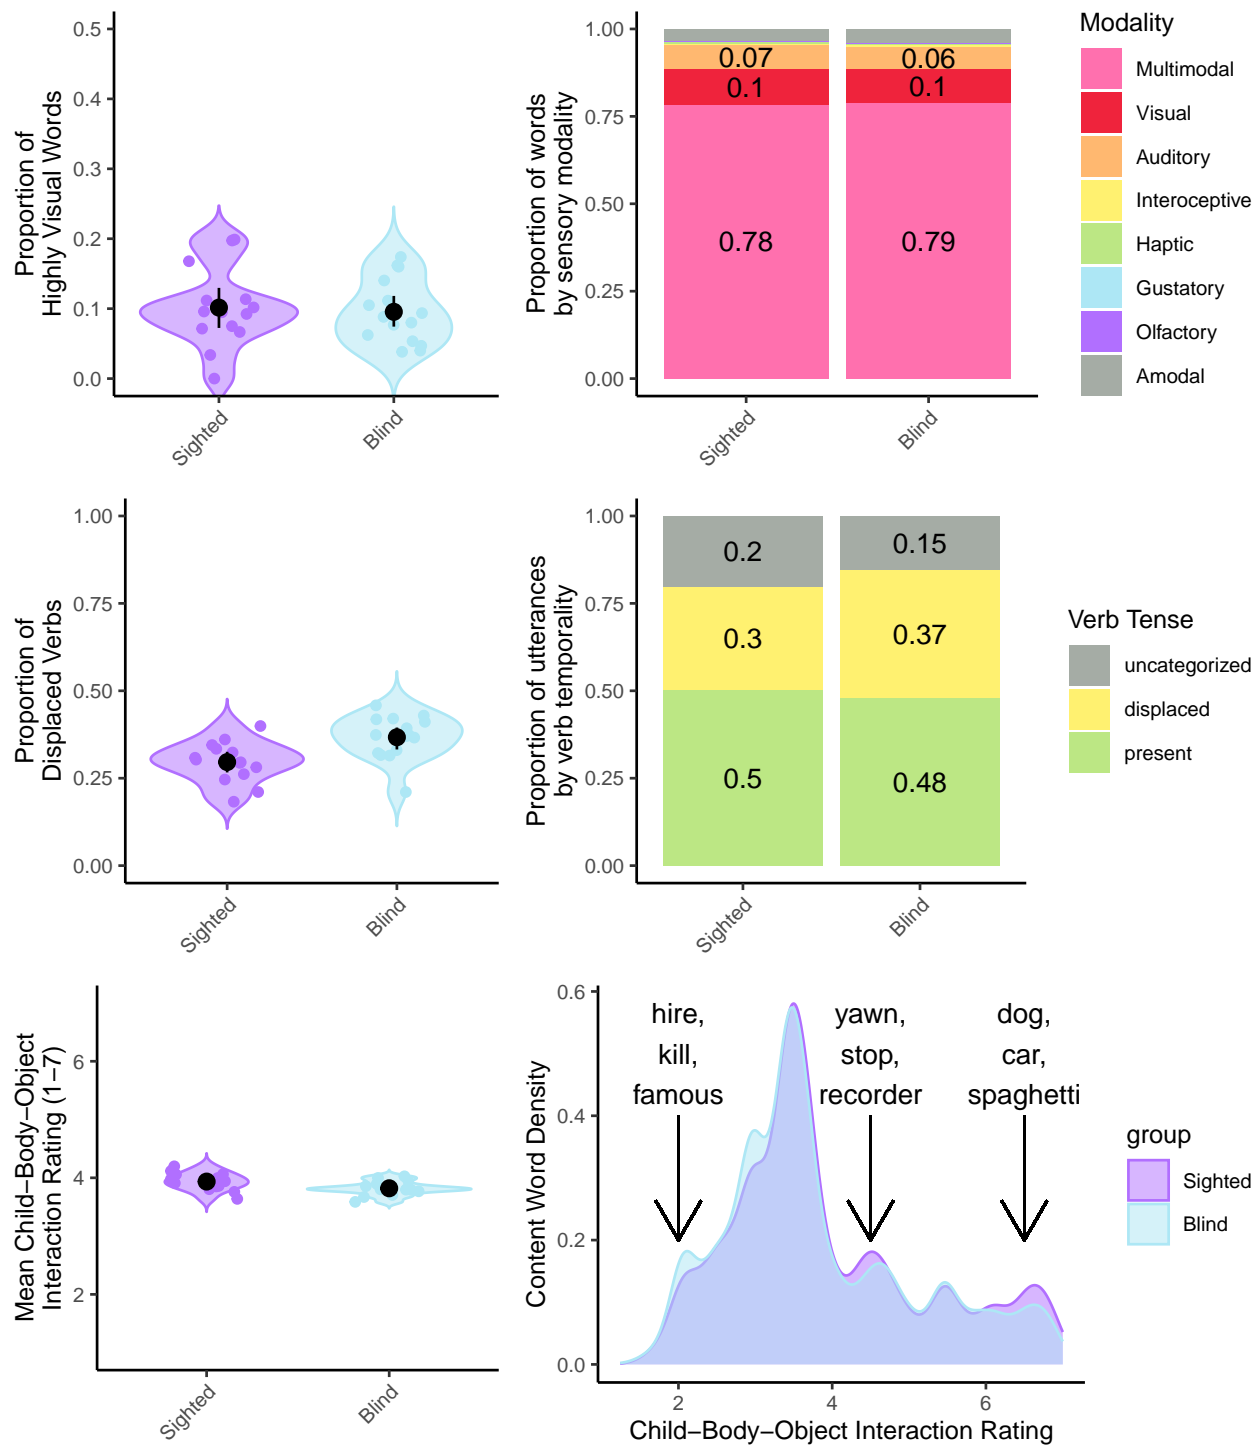 Proportion of
Highly Visual Words
0.5
0.4
0.3
0.2
0.1
0.0
Sighted
Blind
Proportion of words
by sensory modality
1.00
0.75
0.50
0.25
0.00
0.07
0.06
0.1
0.1
0.78
0.79
Sighted
Blind
Modality
Multimodal
Visual
Auditory
Interoceptive
Haptic
Gustatory
Olfactory
Amodal
Proportion of
Displaced Verbs
1.00
0.75
0.50
0.25
0.00
Sighted
Blind
Proportion of utterances
by verb temporality
1.00
0.75
0.50
0.25
0.00
0.2
0.15
0.3
0.37
0.5
0.48
Sighted
Blind
Verb Tense
uncategorized
displaced
present
Mean Child−Body−Object
Interaction Rating (1−7)
6
4
2
Sighted
Blind
Content Word Density
0.6
0.4
0.2
0.0
hire,
kill,
famous
yawn,
stop,
recorder
dog,
car,
spaghetti
2
4
6
Child−Body−Object Interaction Rating
group
Sighted
Blind